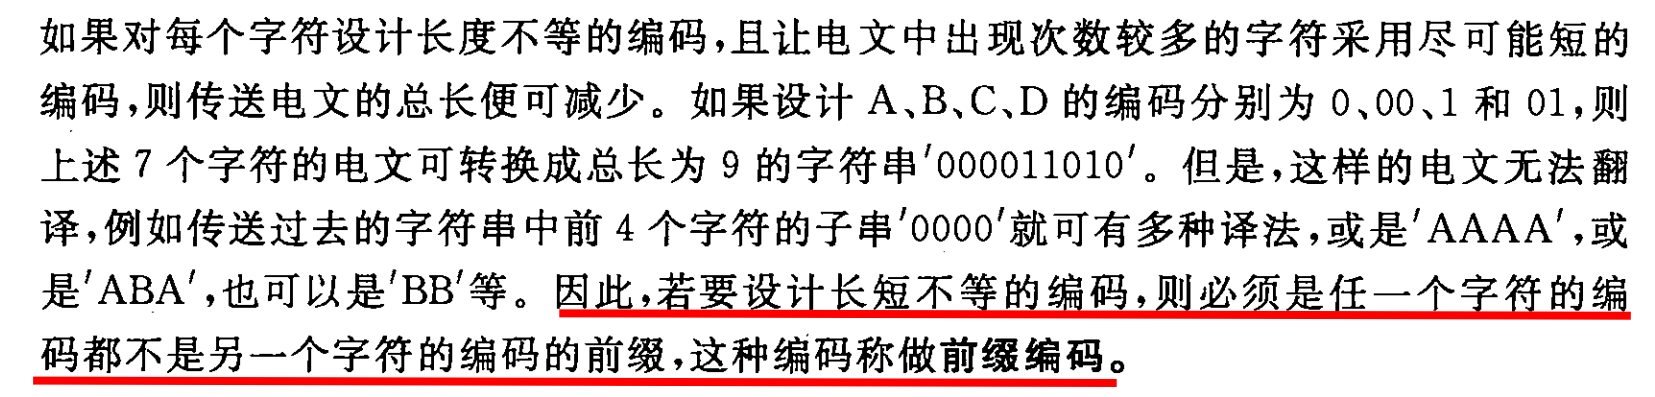 如果对每个字符设计长度不等的编码,且让电文中出现次数较多的字符采用尽可能短的
编码,则传送电文的总长便可减少。如果设计 A、B、C、D 的编码分别为 0、00、1 和 01,则
上述 7 个字符的电文可转换成总长为 9 的字符串'000011010'。但是,这样的电文无法翻
译,例如传送过去的字符串中前 4 个字符的子串'0000'就可有多种译法,或是'AAAA',或
是'ABA',也可以是'BB'等。因此,若要设计长短不等的编码,则必须是任一个字符的编
码都不是另一个字符的编码的前缀,这种编码称做前缀编码。